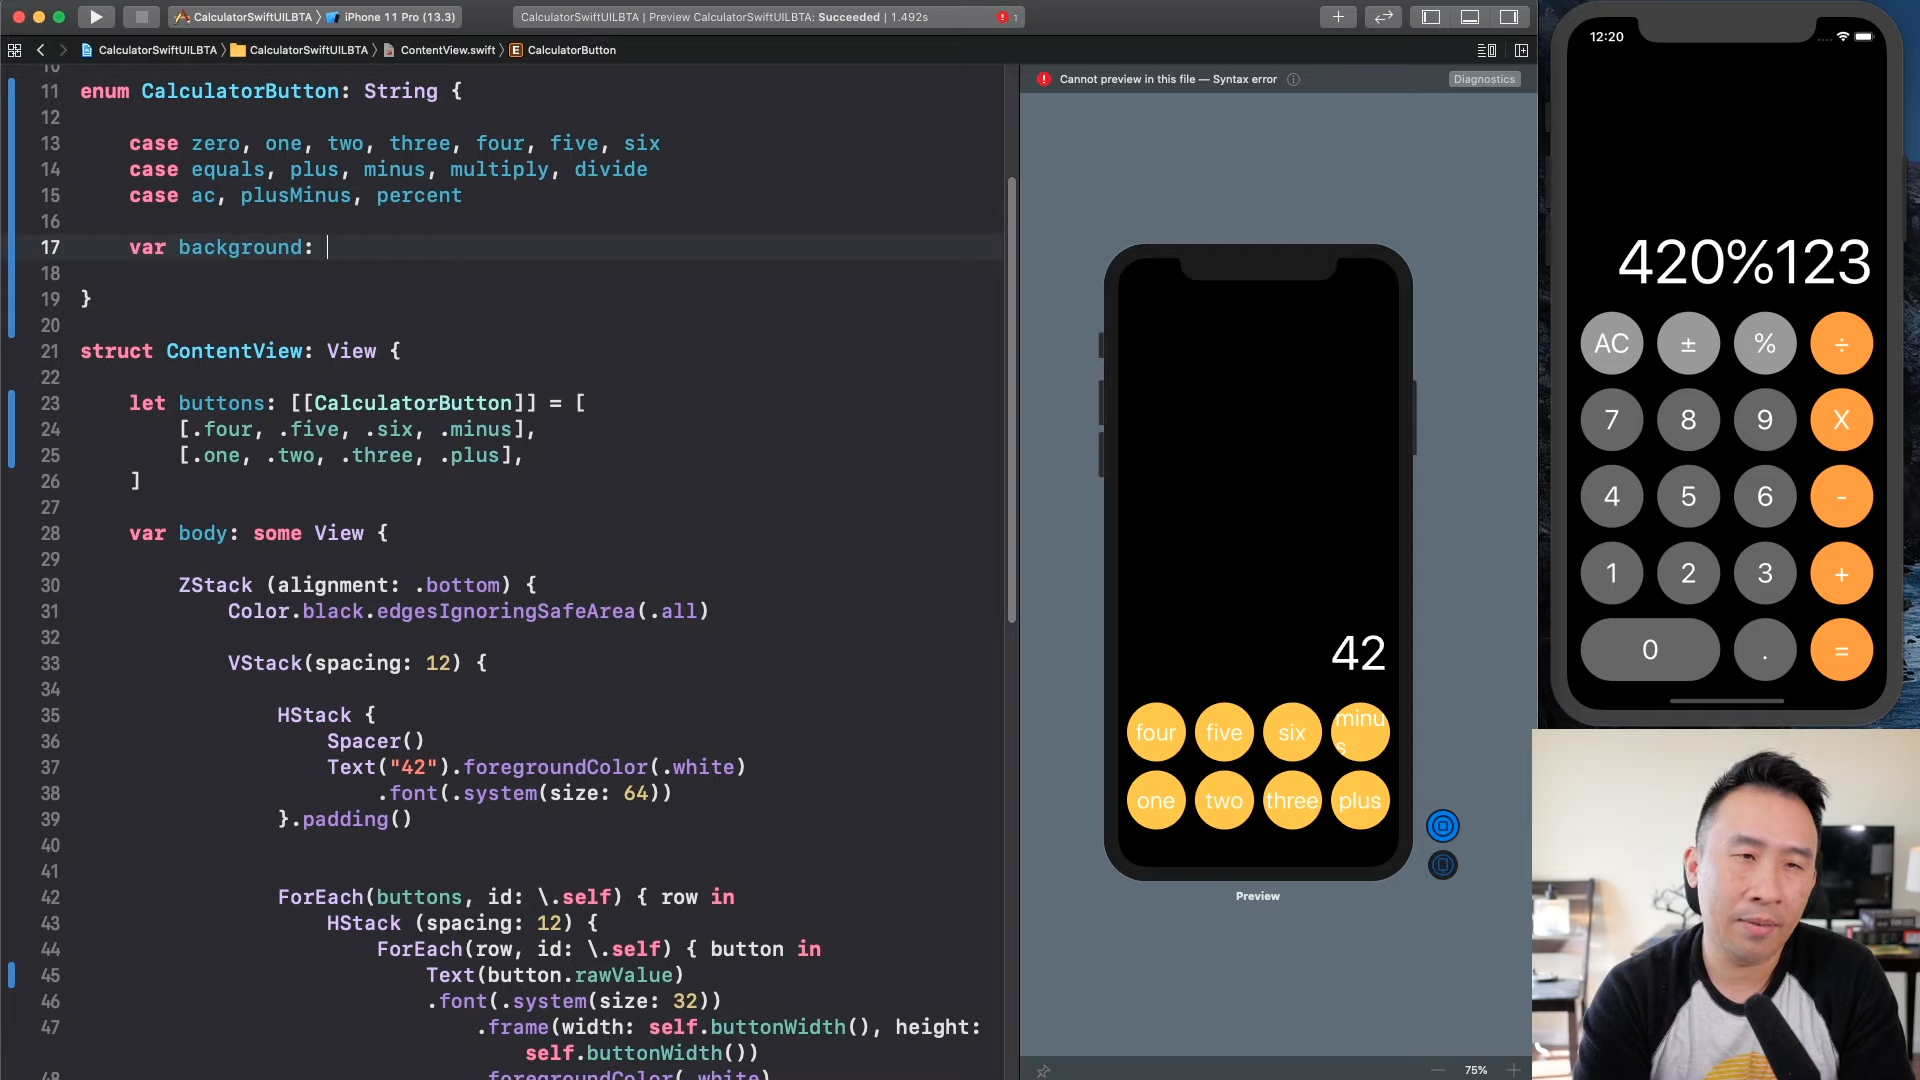 CalculatorSwiftUILBTA 〉 iPhone 11 Pro (13.3)
CalculatorSwiftUILBTA | Preview CalculatorSwiftUILBTA: Succeeded | 1.492s
1
CalculatorSwiftUILBTA 〉 CalculatorSwiftUILBTA 〉 ContentView.swift 〉 E CalculatorButton
10
11 enum CalculatorButton: String {
12
13 case zero, one, two, three, four, five, six
14 case equals, plus, minus, multiply, divide
15 case ac, plusMinus, percent
16
17 var background:
18
19 }
20
21 struct ContentView: View {
22
23 let buttons: [[CalculatorButton]] = [
24 [.four, .five, .six, .minus],
25 [.one, .two, .three, .plus],
26 ]
27
28 var body: some View {
29
30 ZStack (alignment: .bottom) {
31 Color.black.edgesIgnoringSafeArea(.all)
32
33 VStack(spacing: 12) {
34
35 HStack {
36 Spacer()
37 Text("42").foregroundColor(.white)
38 .font(.system(size: 64))
39 }.padding()
40
41
42 ForEach(buttons, id: \.self) { row in
43 HStack (spacing: 12) {
44 ForEach(row, id: \.self) { button in
45 Text(button.rawValue)
46 .font(.system(size: 32))
47 .frame(width: self.buttonWidth(), height:
self.buttonWidth())
48 .foregroundColor(.white)
Cannot preview in this file — Syntax error
Diagnostics
42
four five six minu
s
one two three plus
Preview
75%
12:20
420%123
AC ± % ÷
7 8 9 X
4 5 6 -
1 2 3 +
0 . =